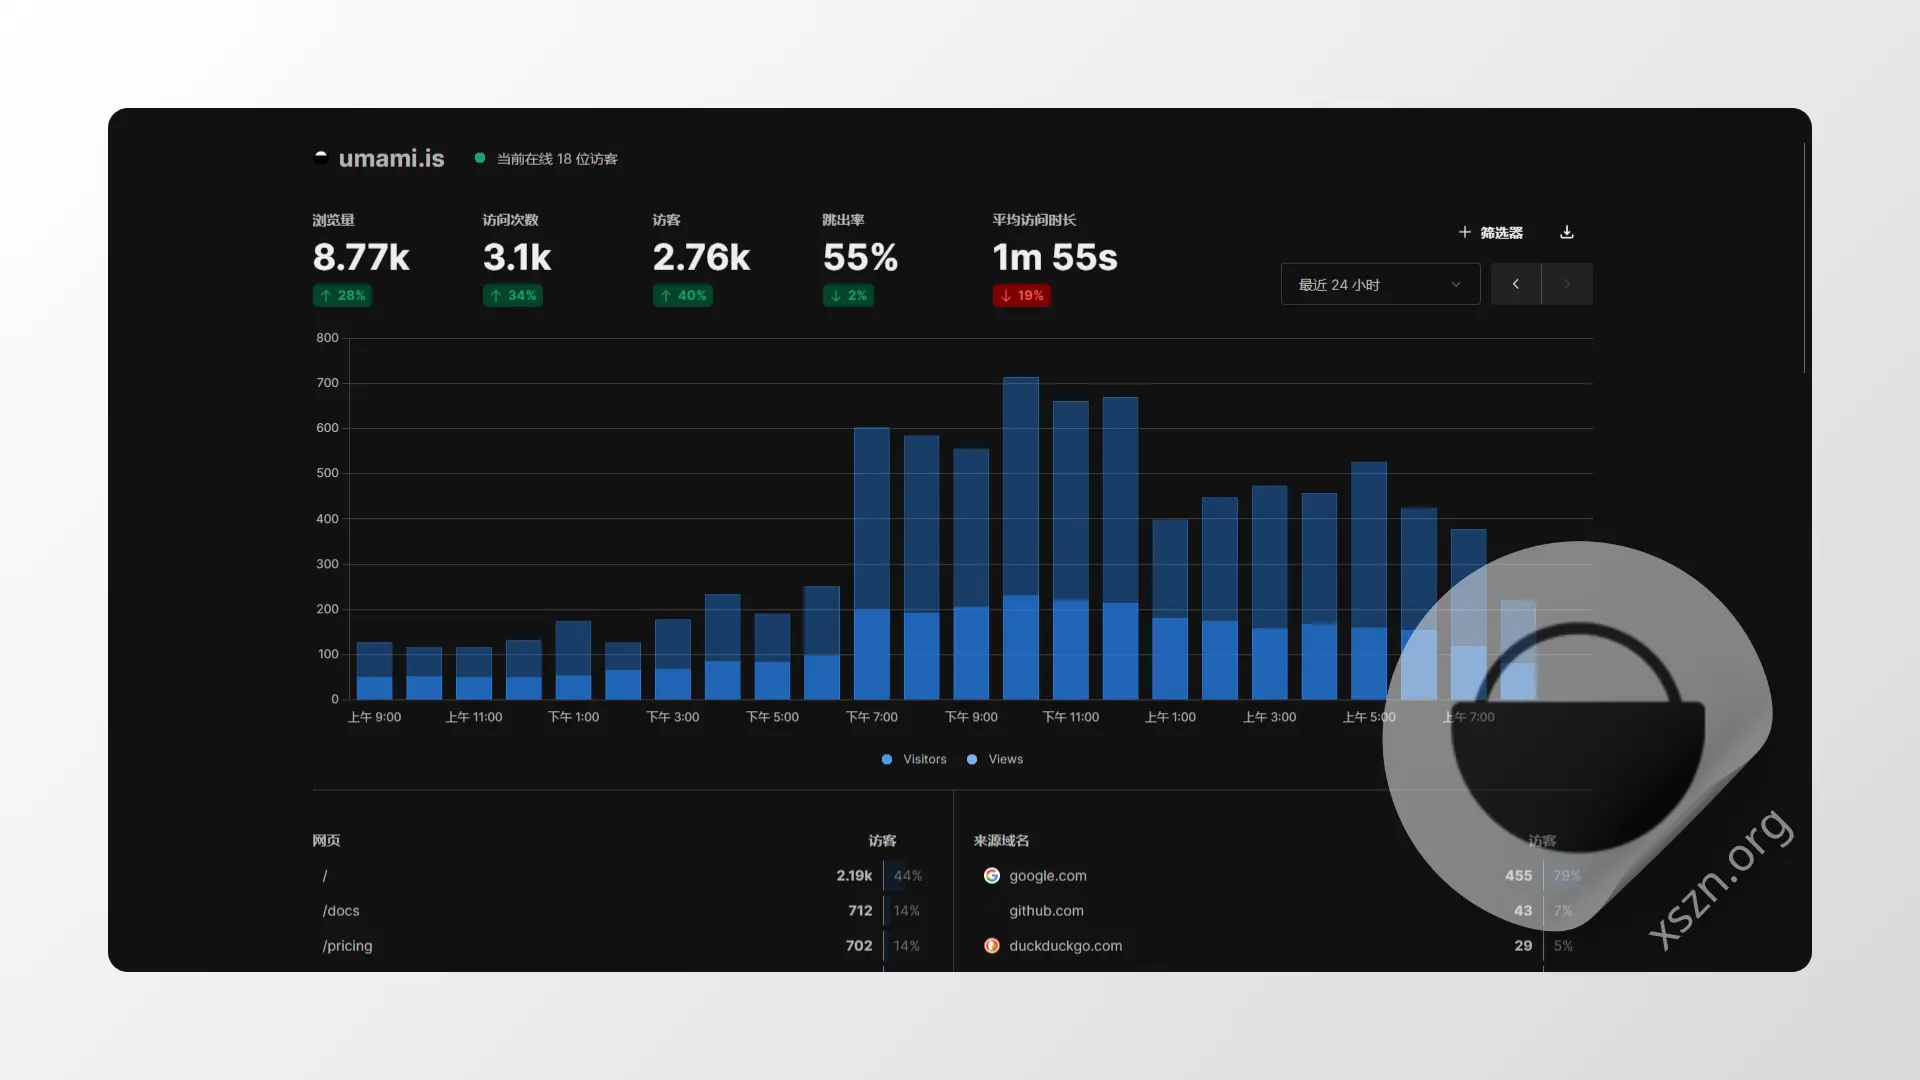 umami.is 当前在线 18 位访客
浏览量 访问次数 访客 跳出率 平均访问时长
8.77k 3.1k 2.76k 55% 1m 55s
28% 34% 40% 2% 19%
筛选器
最近 24 小时
800
700
600
500
400
300
200
100
0
上午 9:00 上午 11:00 下午 1:00 下午 3:00 下午 5:00 下午 7:00 下午 9:00 下午 11:00 上午 1:00 上午 3:00 上午 5:00 上午 7:00
Visitors Views
网页 访客
/ 2.19k 44%
/docs 712 14%
/pricing 702 14%
来源域名 访客
google.com 455 79%
github.com 43 7%
duckduckgo.com 29 5%
xszn.org